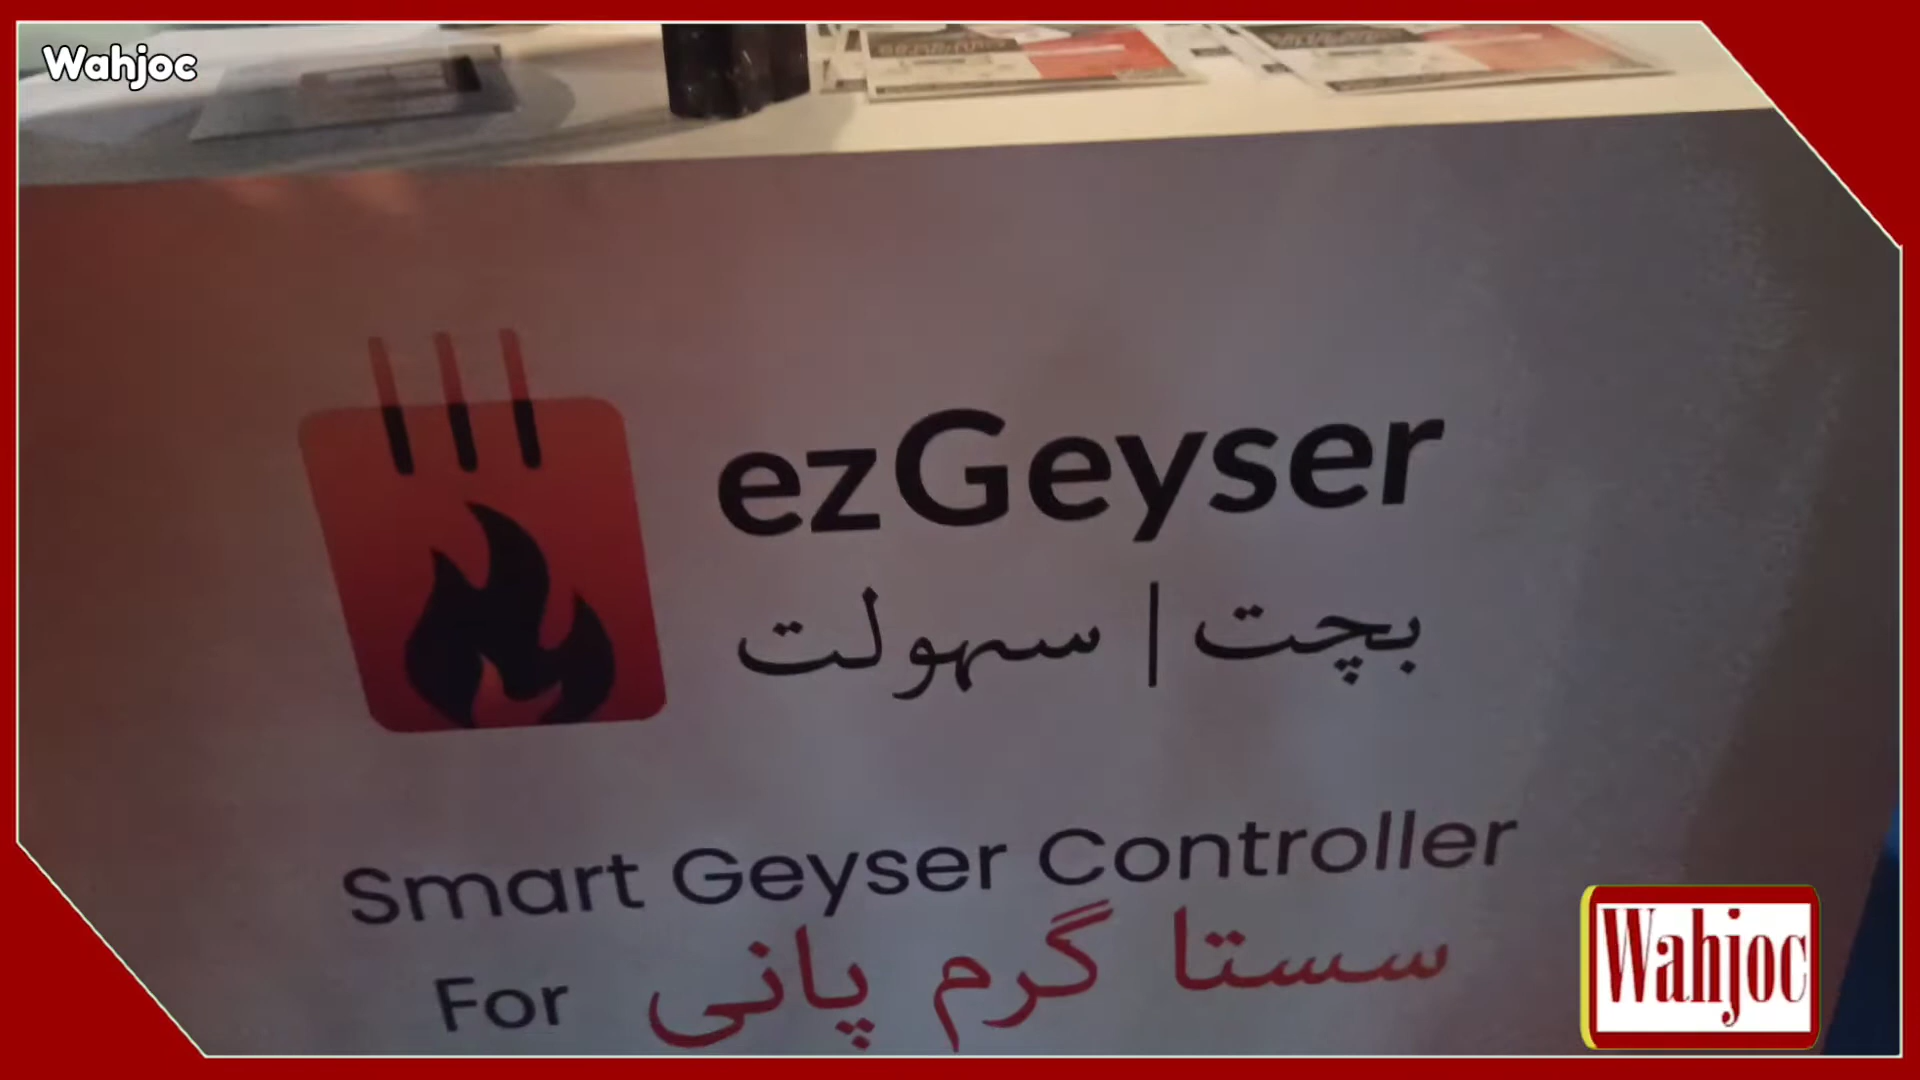 Wahjoc
ezGeyser
بچت | سہولت
Smart Geyser Controller
For سستا گرم پانی
Wahjoc